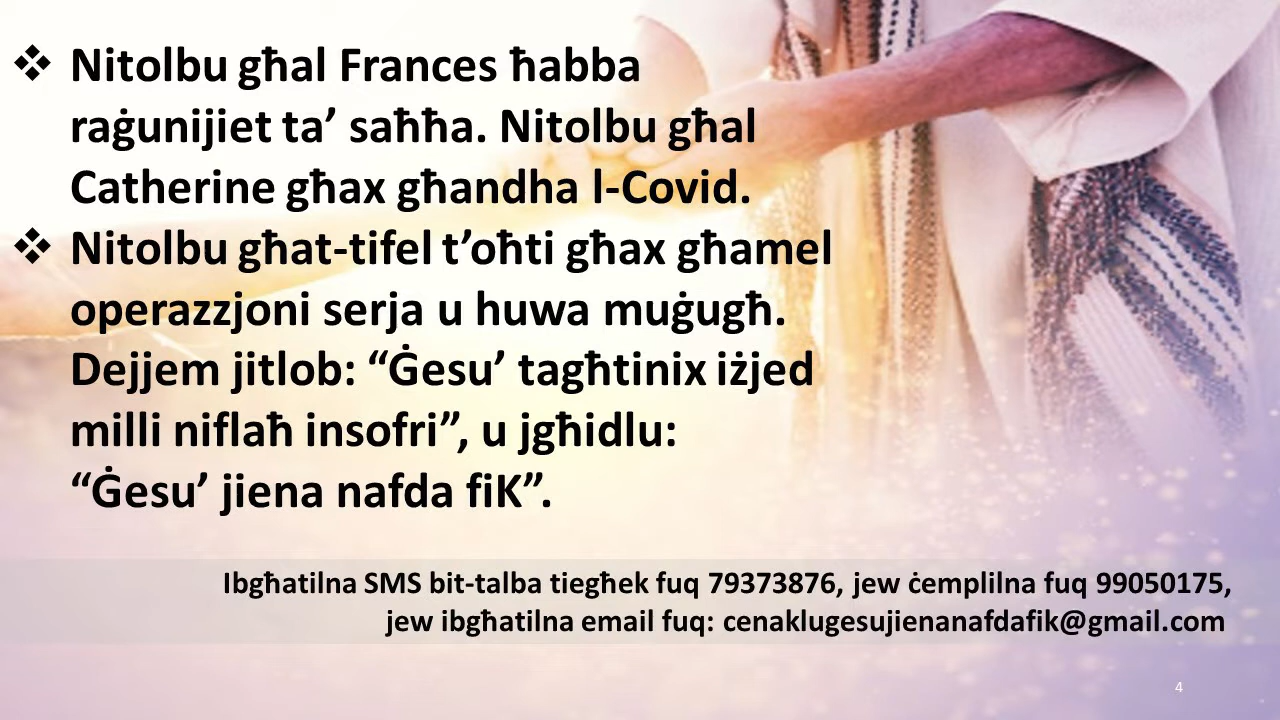 ❖ Nitolbu għal Frances ħabba
raġunijiet ta’ saħħa. Nitolbu għal
Catherine għax għandha l-Covid.
❖ Nitolbu għat-tifel t’oħti għax għamel
operazzjoni serja u huwa muġugħ.
Dejjem jitlob: “Ġesu’ tagħtinix iżjed
milli niflaħ insofri”, u jgħidlu:
“Ġesu’ jiena nafda fiK”.
Ibgħatilna SMS bit-talba tiegħek fuq 79373876, jew ċemplilna fuq 99050175,
jew ibgħatilna email fuq: cenaklugesujienanafdafik@gmail.com
4